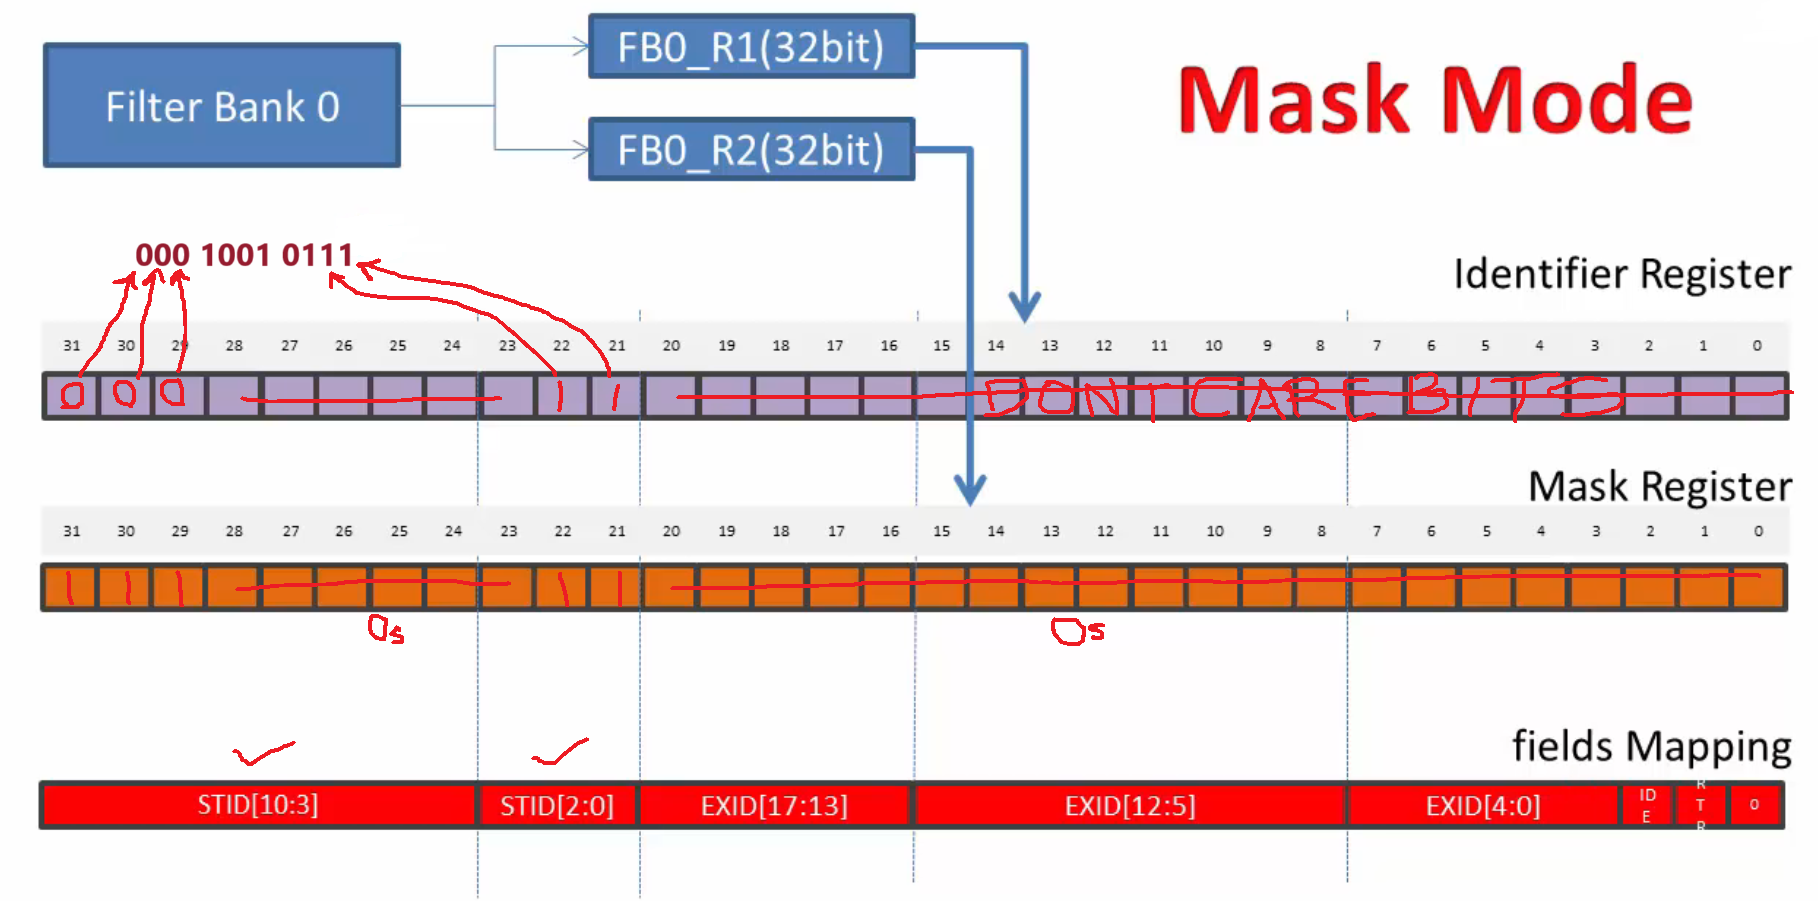 Filter Bank 0
FB0_R1(32bit)
FB0_R2(32bit)
Mask Mode
000 1001 0111
Identifier Register
31 30 29 28 27 26 25 24 23 22 21 20 19 18 17 16 15 14 13 12 11 10 9 8 7 6 5 4 3 2 1 0
0 0 0 1 1 DONT CARE BITS
Mask Register
31 30 29 28 27 26 25 24 23 22 21 20 19 18 17 16 15 14 13 12 11 10 9 8 7 6 5 4 3 2 1 0
1 1 1 1 1
0s 0s
fields Mapping
STID[10:3] STID[2:0] EXID[17:13] EXID[12:5] EXID[4:0] IDE RTR 0